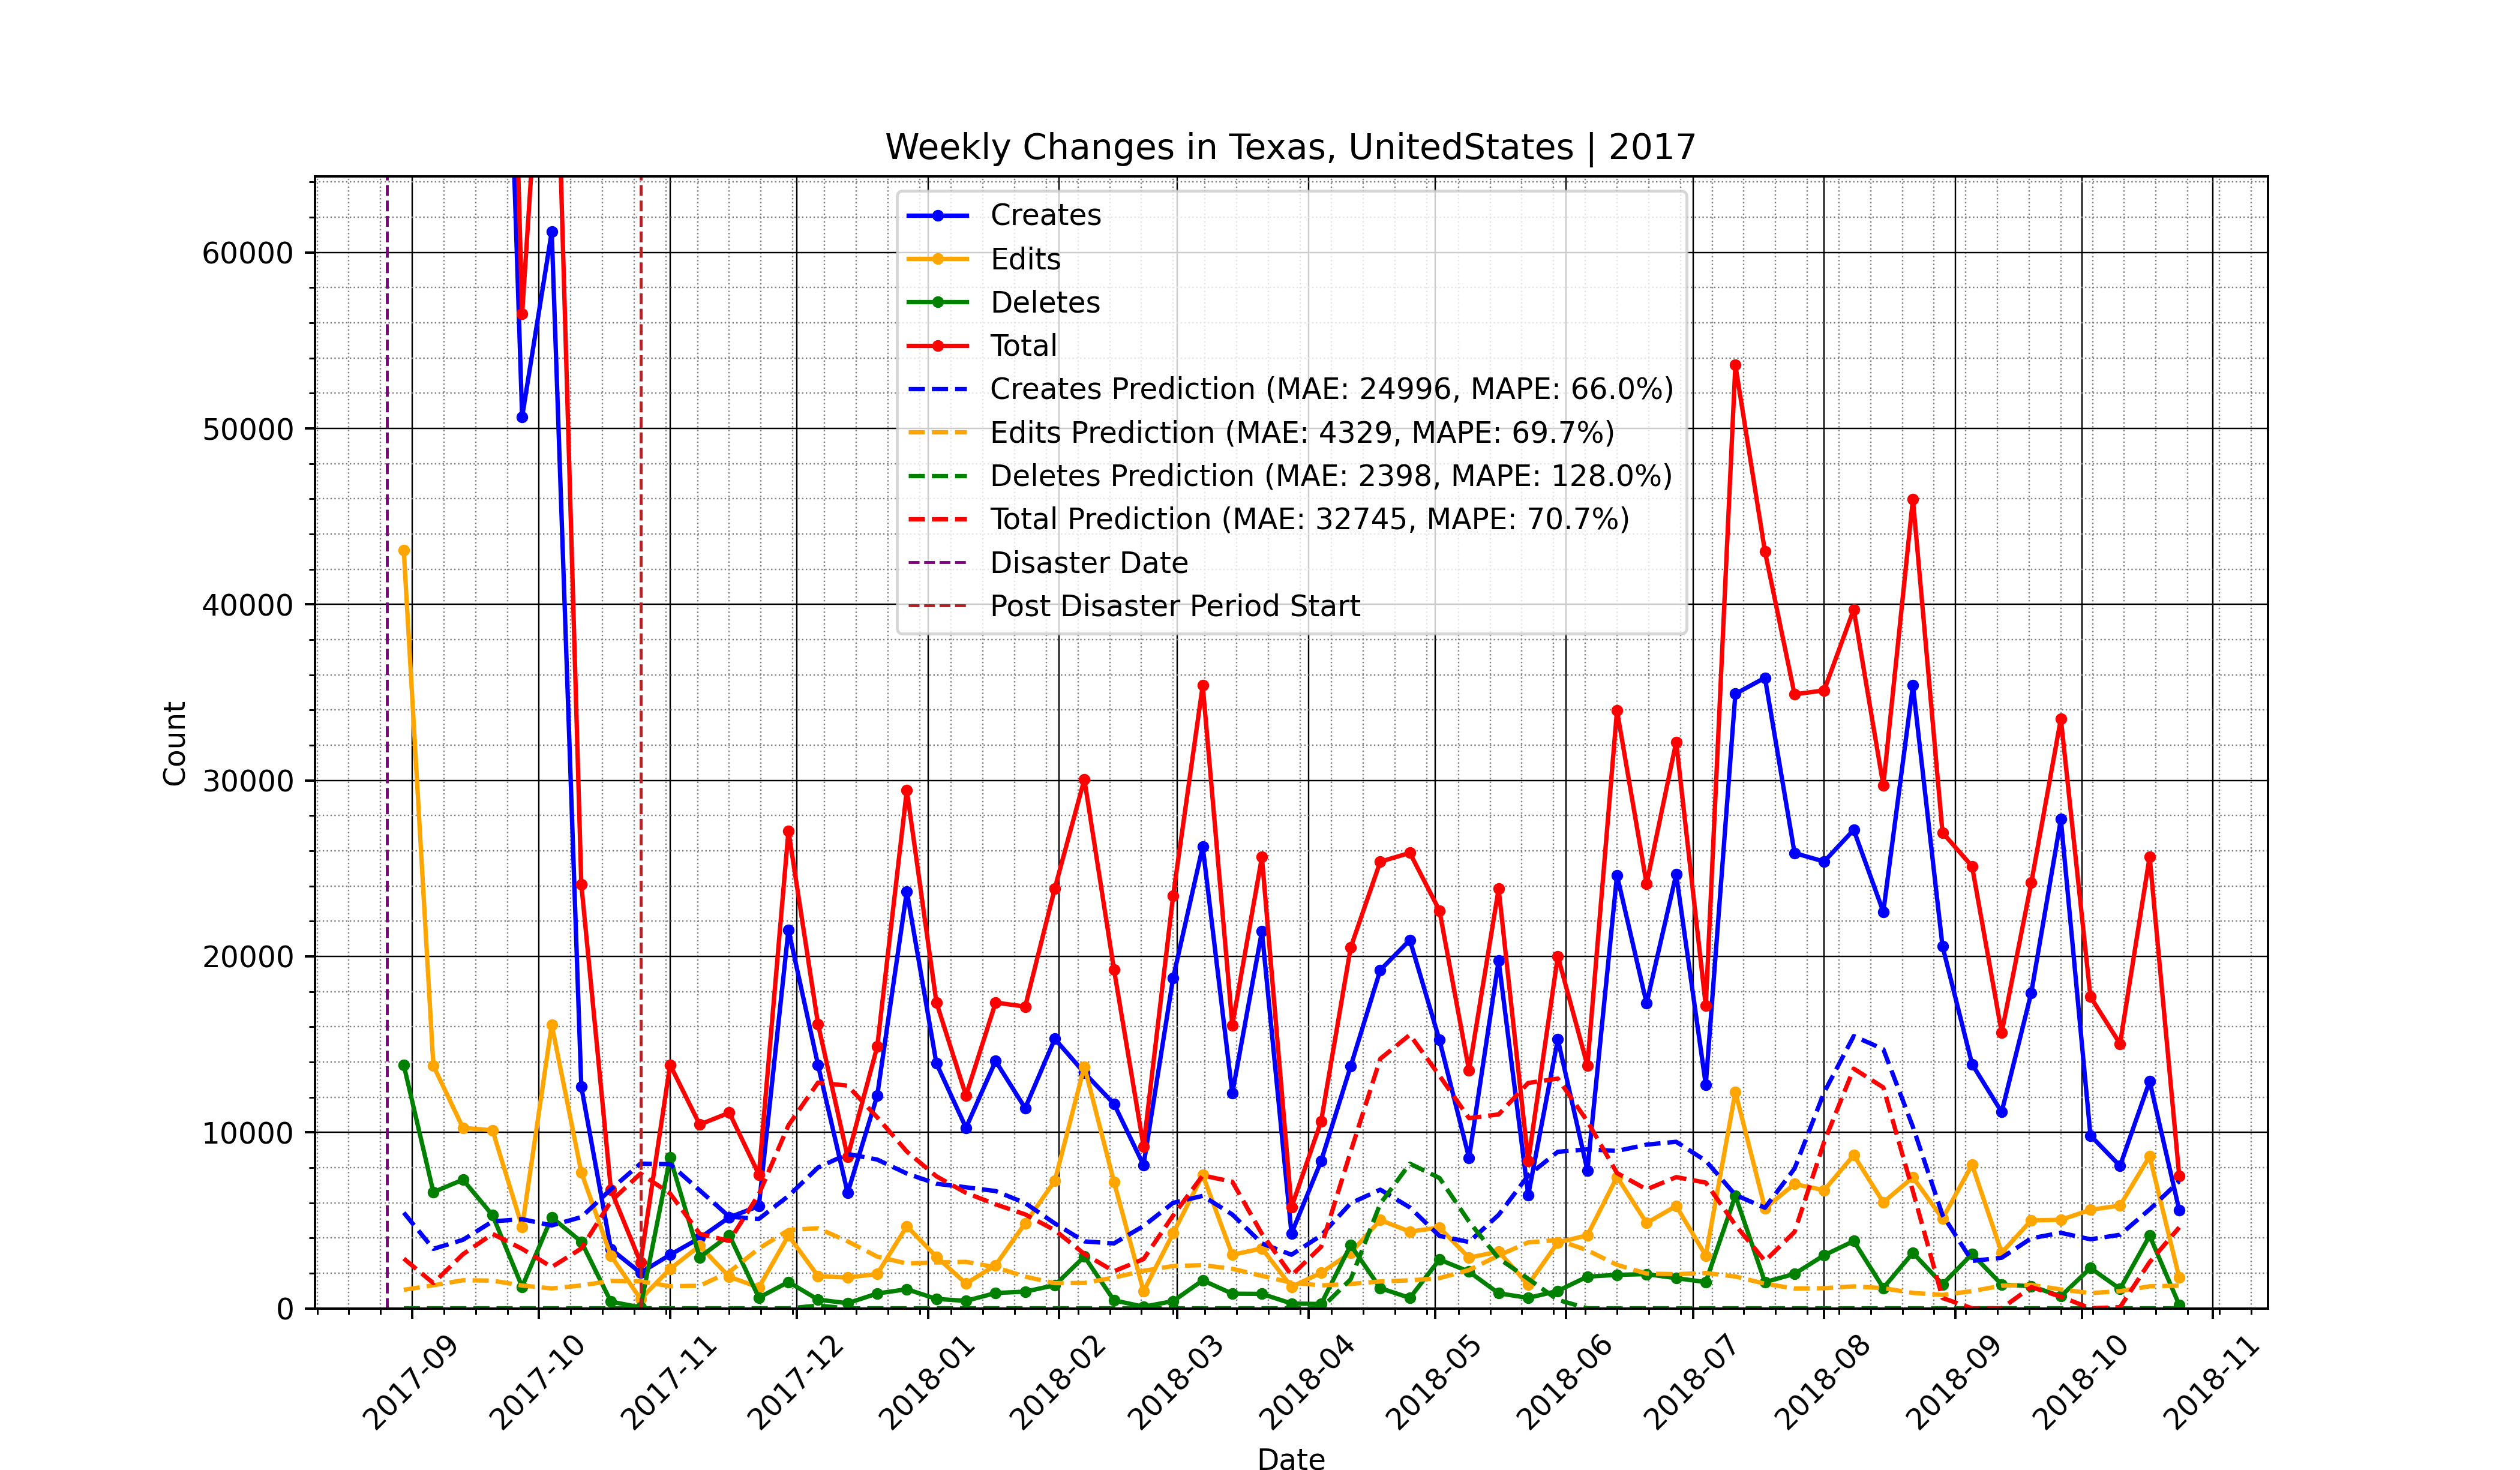 Weekly Changes in Texas, UnitedStates | 2017
Creates
Edits
Deletes
Total
Creates Prediction (MAE: 24996, MAPE: 66.0%)
Edits Prediction (MAE: 4329, MAPE: 69.7%)
Deletes Prediction (MAE: 2398, MAPE: 128.0%)
Total Prediction (MAE: 32745, MAPE: 70.7%)
Disaster Date
Post Disaster Period Start
Count
60000
50000
40000
30000
20000
10000
0
2017-09
2017-10
2017-11
2017-12
2018-01
2018-02
2018-03
2018-04
2018-05
2018-06
2018-07
2018-08
2018-09
2018-10
2018-11
Date